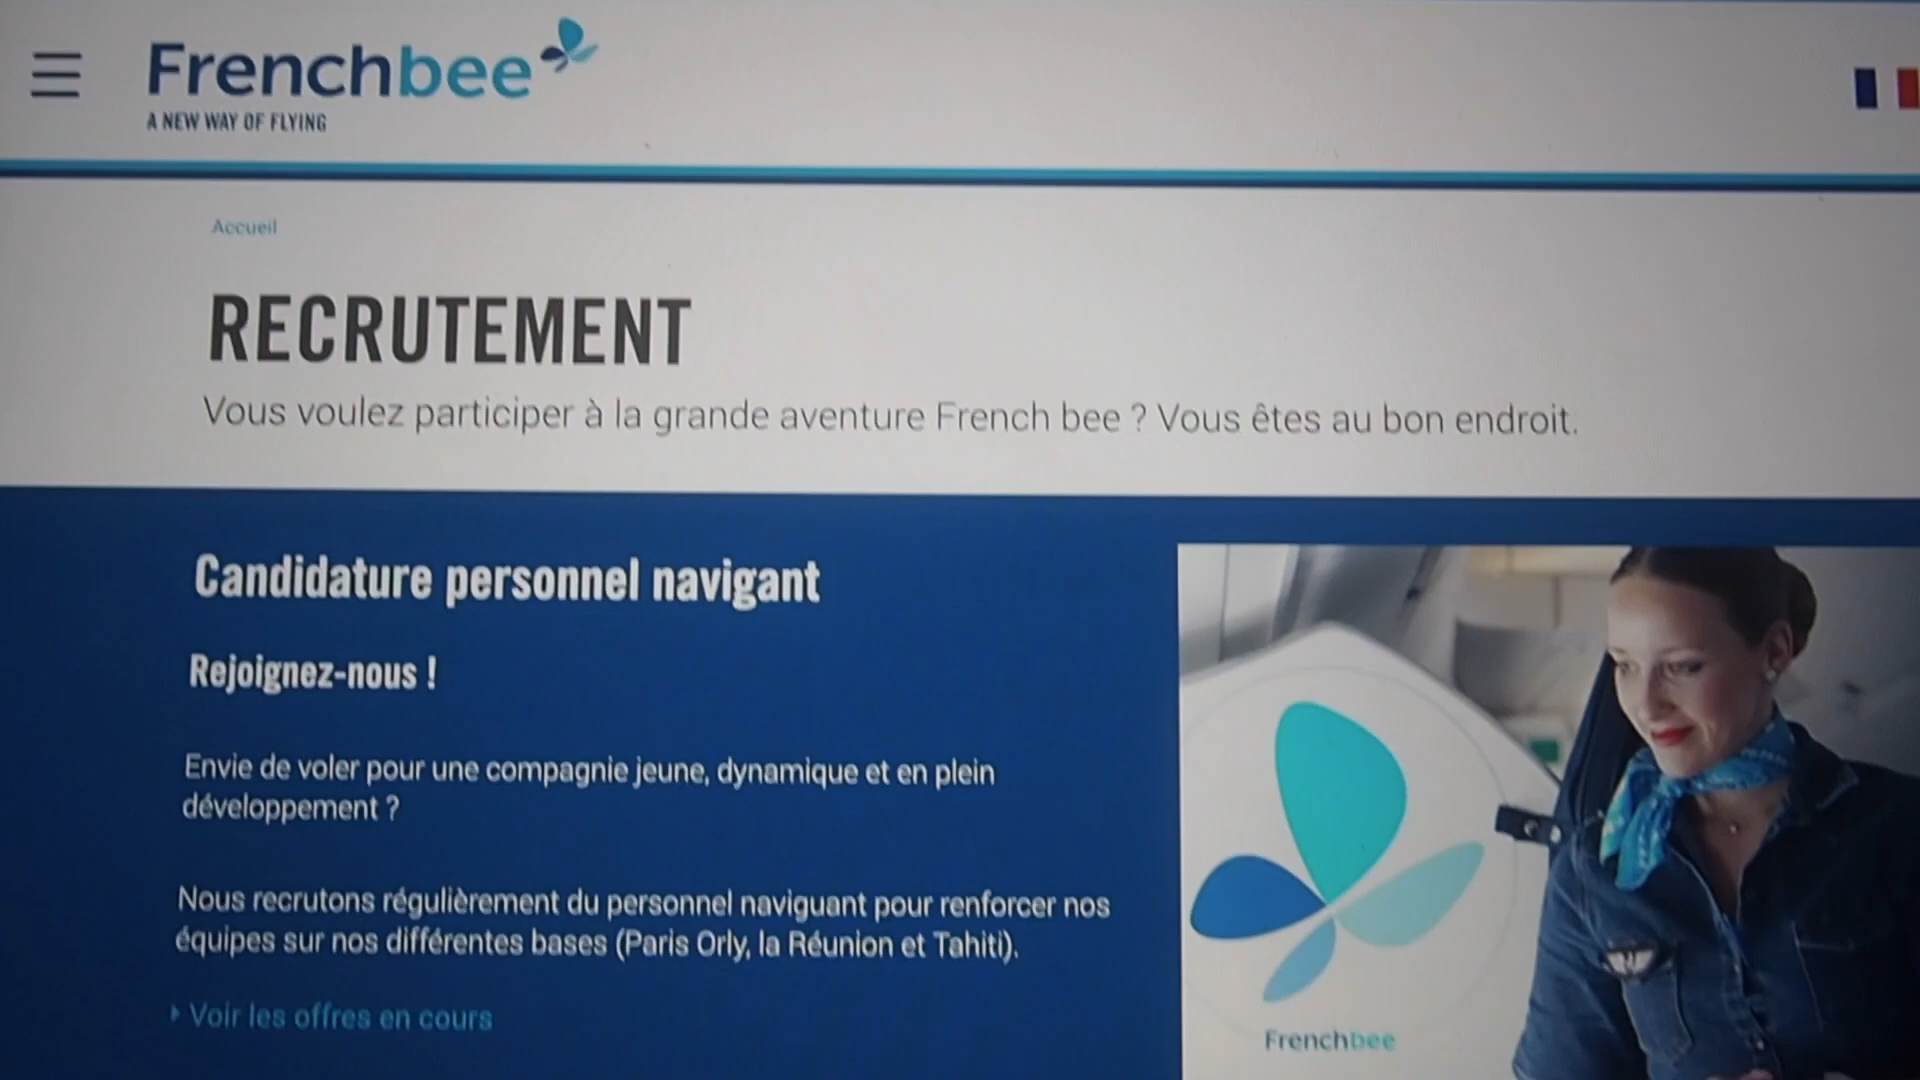 Frenchbee
A NEW WAY OF FLYING
Accueil
RECRUTEMENT
Vous voulez participer à la grande aventure French bee ? Vous êtes au bon endroit.
Candidature personnel navigant
Rejoignez-nous !
Envie de voler pour une compagnie jeune, dynamique et en plein
développement ?
Nous recrutons régulièrement du personnel naviguant pour renforcer nos
équipes sur nos différentes bases (Paris Orly, la Réunion et Tahiti).
Voir les offres en cours
Frenchbee